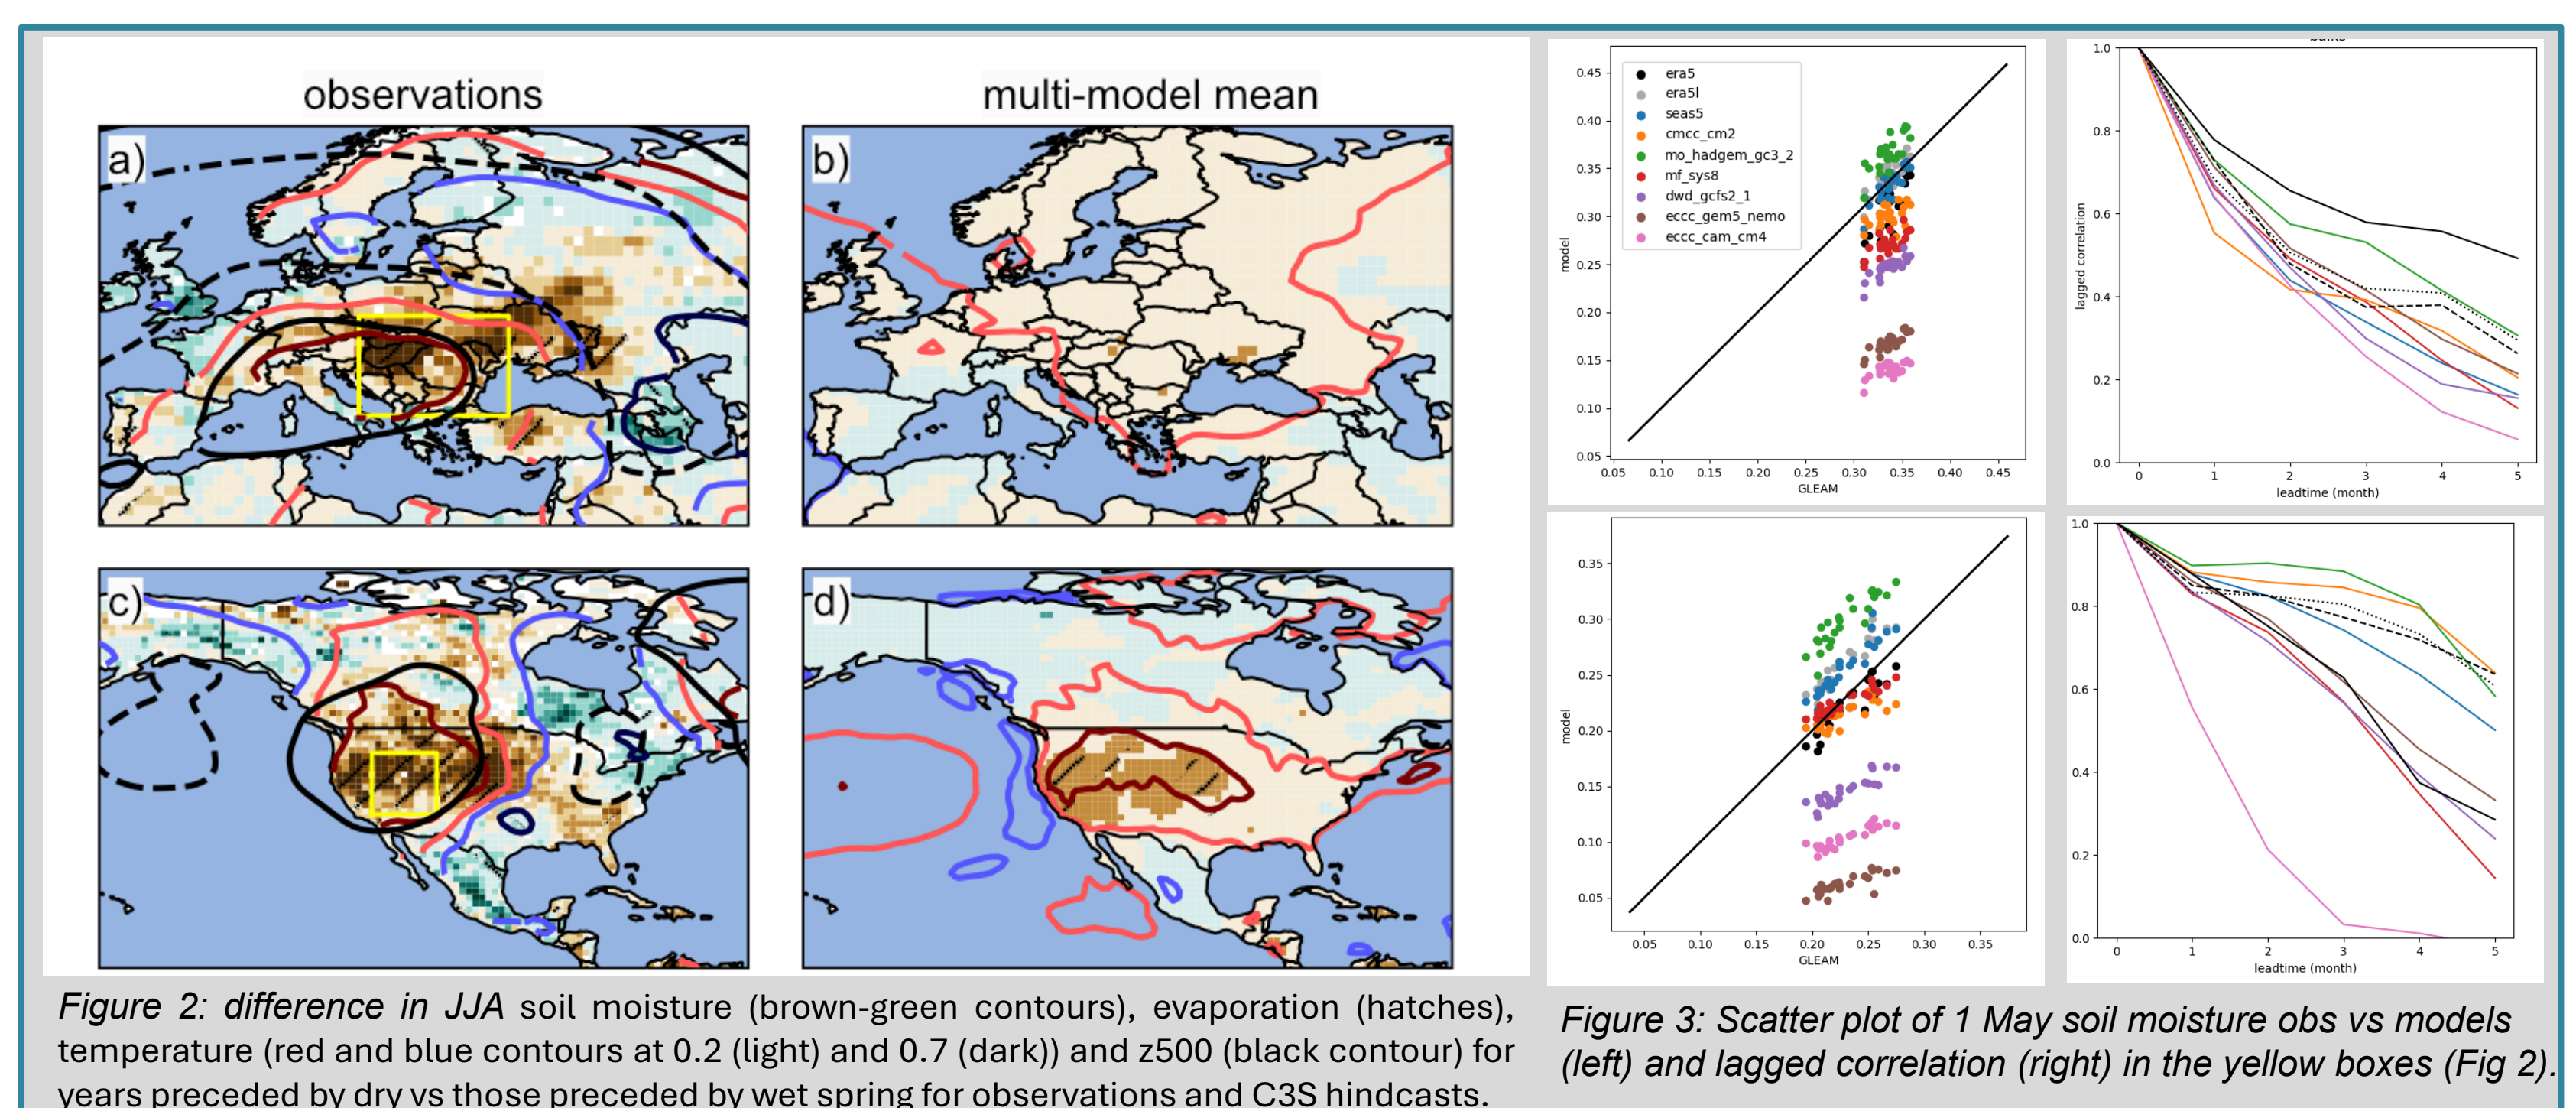 observations
multi-model mean
a)
b)
c)
d)
Figure 2: difference in JJA soil moisture (brown-green contours), evaporation (hatches),
temperature (red and blue contours at 0.2 (light) and 0.7 (dark)) and z500 (black contour) for
years preceded by dry vs those preceded by wet spring for observations and C3S hindcasts.
0.45
0.40
0.35
0.30
0.25
0.20
0.15
0.10
0.05
model
era5
era5l
seas5
cmcc_cm2
mo_hadgem_gc3_2
mf_sys8
dwd_gcfs2_1
eccc_gem5_nemo
eccc_cam_cm4
0.05 0.10 0.15 0.20 0.25 0.30 0.35 0.40 0.45
GLEAM
1.0
0.8
0.6
0.4
0.2
0.0
lagged correlation
0 1 2 3 4 5
leadtime (month)
0.35
0.30
0.25
0.20
0.15
0.10
0.05
model
0.05 0.10 0.15 0.20 0.25 0.30 0.35
GLEAM
1.0
0.8
0.6
0.4
0.2
0.0
0 1 2 3 4 5
leadtime (month)
Figure 3: Scatter plot of 1 May soil moisture obs vs models
(left) and lagged correlation (right) in the yellow boxes (Fig 2).